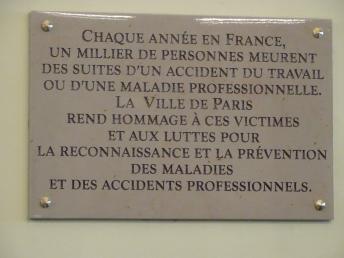 CHAQUE ANNÉE EN FRANCE,
UN MILLIER DE PERSONNES MEURENT
DES SUITES D'UN ACCIDENT DU TRAVAIL
OU D'UNE MALADIE PROFESSIONNELLE.
LA VILLE DE PARIS
REND HOMMAGE À CES VICTIMES
ET AUX LUTTES POUR
LA RECONNAISSANCE ET LA PRÉVENTION
DES MALADIES
ET DES ACCIDENTS PROFESSIONNELS.